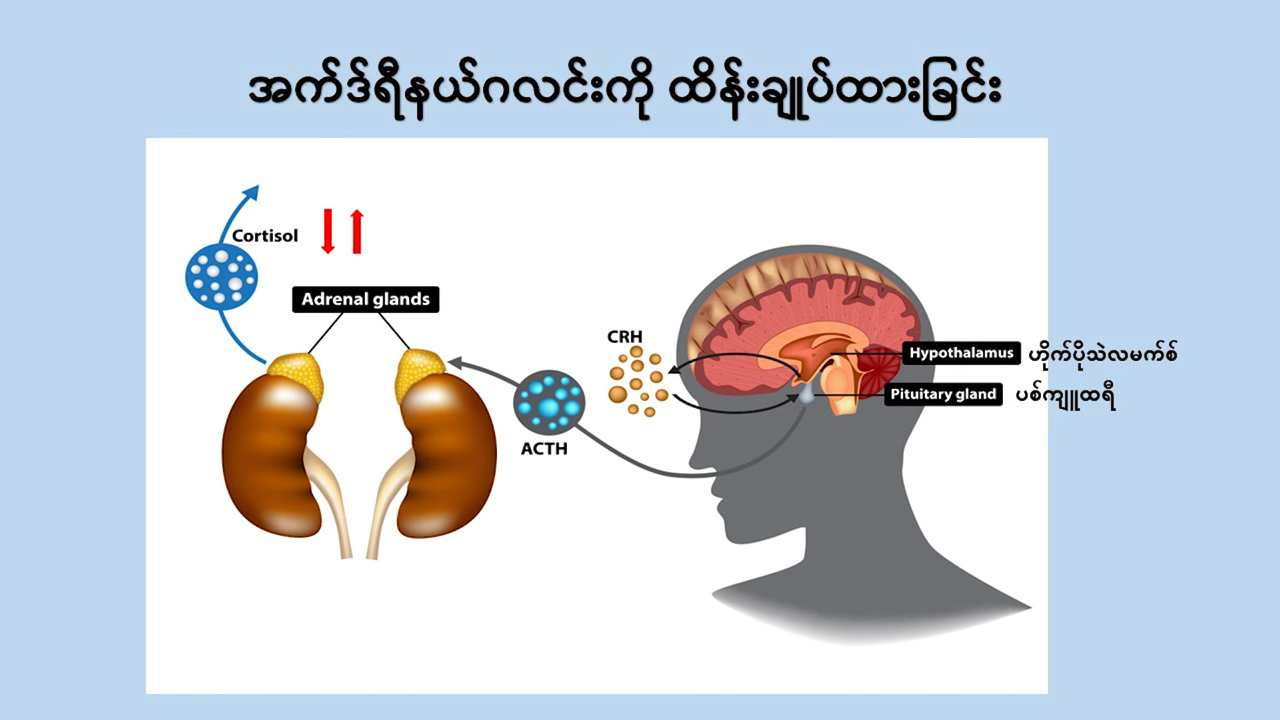 အက်ဒ်ရီနယ်ဂလင်းကို ထိန်းချုပ်ထားခြင်း
Cortisol
Adrenal glands
CRH
Hypothalamus ဟိုက်ပိုသဲလမက်စ်
Pituitary gland ပစ်ကျူထရီ
ACTH